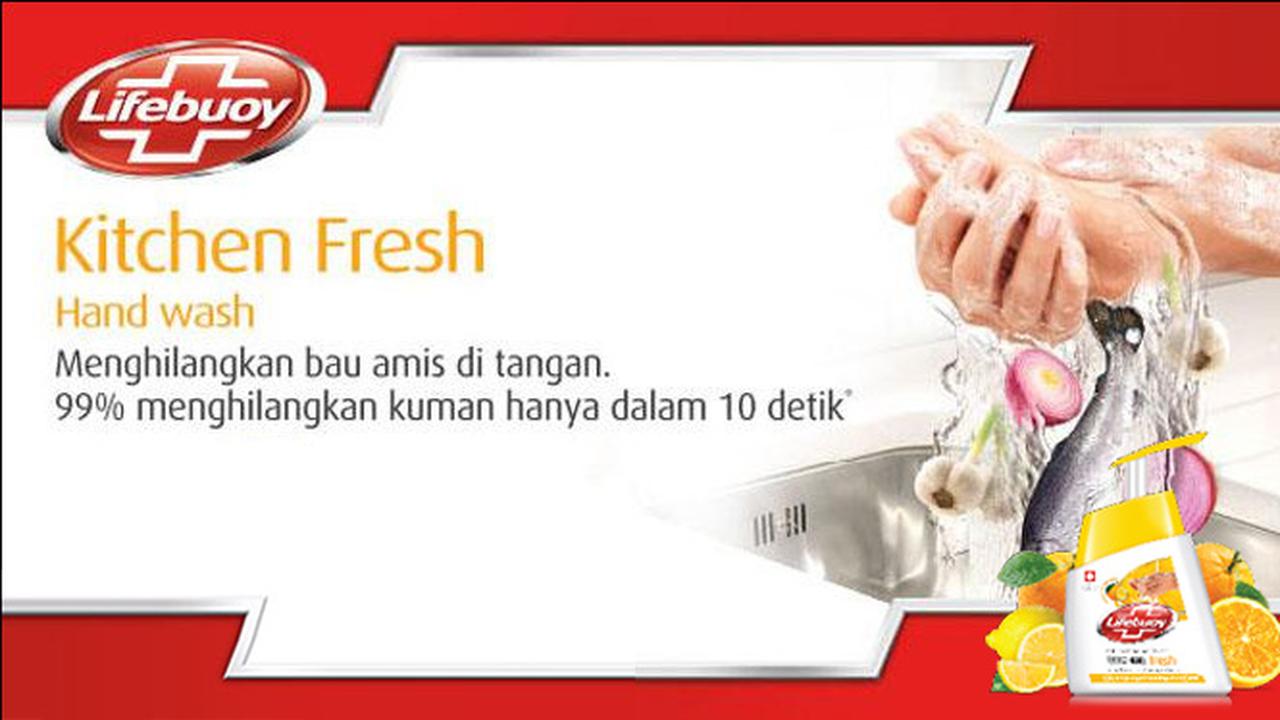 Lifebuoy
Kitchen Fresh
Hand wash
Menghilangkan bau amis di tangan.
99% menghilangkan kuman hanya dalam 10 detik*
Lifebuoy
fresh